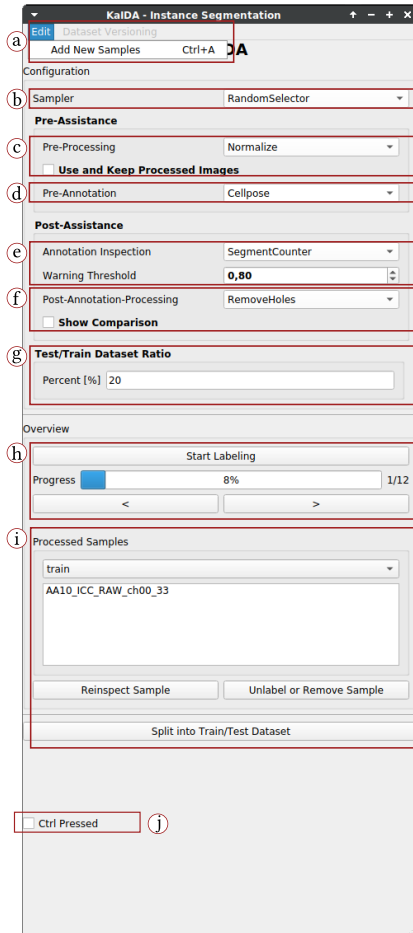 KaIDA - Instance Segmentation
a
Edit Dataset Versioning
Add New Samples Ctrl+A
DA
Configuration
b
Sampler RandomSelector
Pre-Assistance
c
Pre-Processing Normalize
Use and Keep Processed Images
d
Pre-Annotation Cellpose
Post-Assistance
e
Annotation Inspection SegmentCounter
Warning Threshold 0,80
f
Post-Annotation-Processing RemoveHoles
Show Comparison
g
Test/Train Dataset Ratio
Percent [%] 20
Overview
h
Start Labeling
Progress 8% 1/12
< >
i
Processed Samples
train
AA10_ICC_RAW_ch00_33
Reinspect Sample Unlabel or Remove Sample
Split into Train/Test Dataset
Ctrl Pressed j